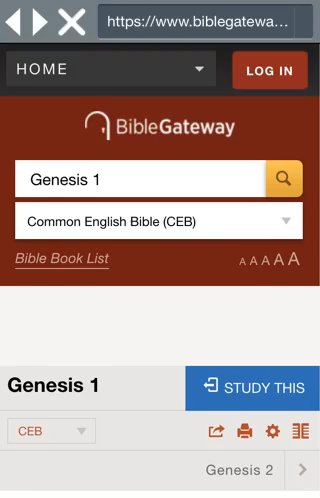 https://www.biblegatewa...
HOME
LOG IN
BibleGateway
Genesis 1
Common English Bible (CEB)
Bible Book List
A A A A A
Genesis 1
STUDY THIS
CEB
Genesis 2